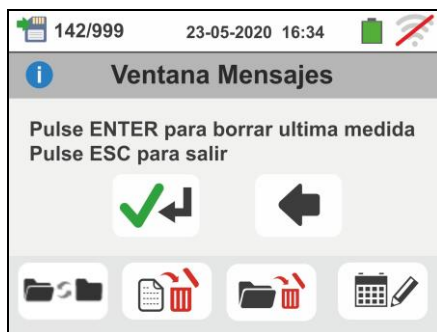 142/999 23-05-2020 16:34
i Ventana Mensajes
Pulse ENTER para borrar ultima medida
Pulse ESC para salir